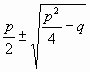 p/2 ± √(p²/4 − q)